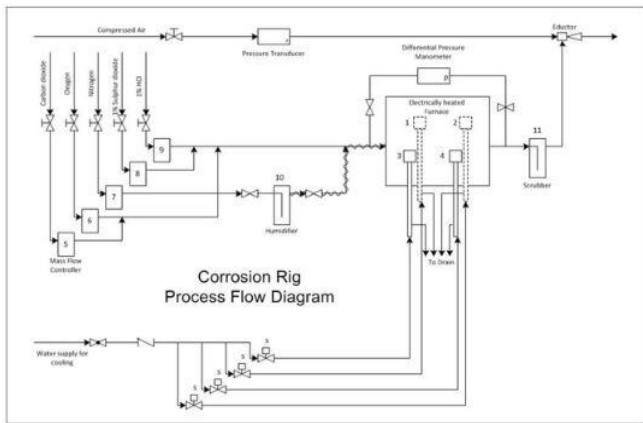 Compressed Air
Eductor
Pressure Transducer
Differential Pressure
Manometer
P
Carbon dioxide
Oxygen
Nitrogen
1% Sulphur dioxide
1% HCl
Electrically heated
Furnase
1
2
3
4
11
Scrubber
9
8
10
7
Humidifier
6
5
Mass Flow
Controller
To Drain
Corrosion Rig
Process Flow Diagram
Water supply for
cooling
S
S
S
S